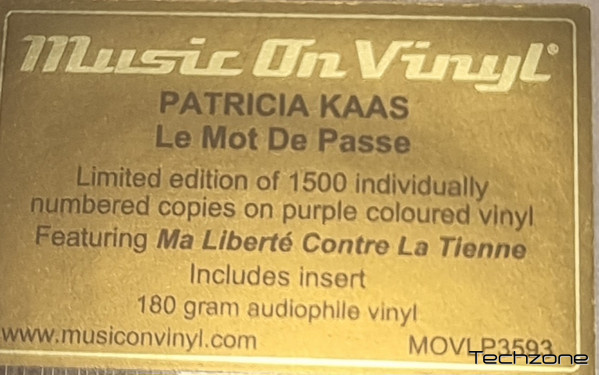 Music On Vinyl®
PATRICIA KAAS
Le Mot De Passe
Limited edition of 1500 individually
numbered copies on purple coloured vinyl
Featuring Ma Liberté Contre La Tienne
Includes insert
180 gram audiophile vinyl
www.musiconvinyl.com MOVLP3593
Techzone